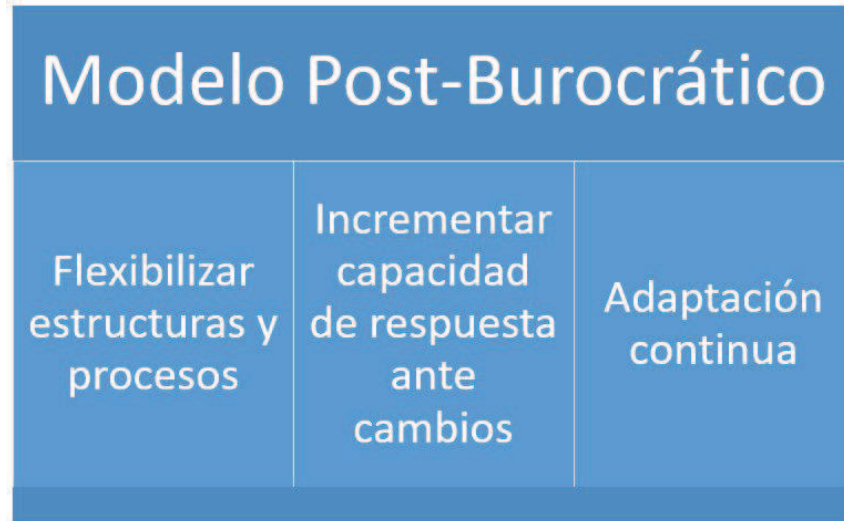 Modelo Post-Burocrático
Flexibilizar
estructuras y
procesos
Incrementar
capacidad
de respuesta
ante
cambios
Adaptación
continua